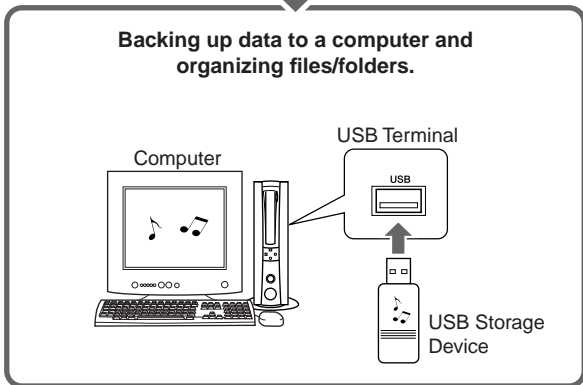 Backing up data to a computer and
organizing files/folders.
USB Terminal
Computer
USB
USB Storage
Device